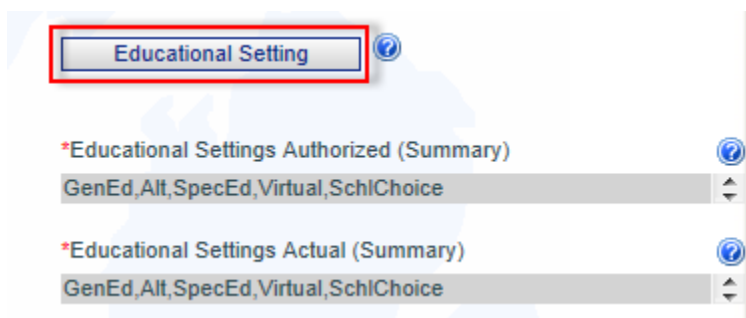 Educational Setting
*Educational Settings Authorized (Summary)
GenEd,Alt,SpecEd,Virtual,SchlChoice
*Educational Settings Actual (Summary)
GenEd,Alt,SpecEd,Virtual,SchlChoice